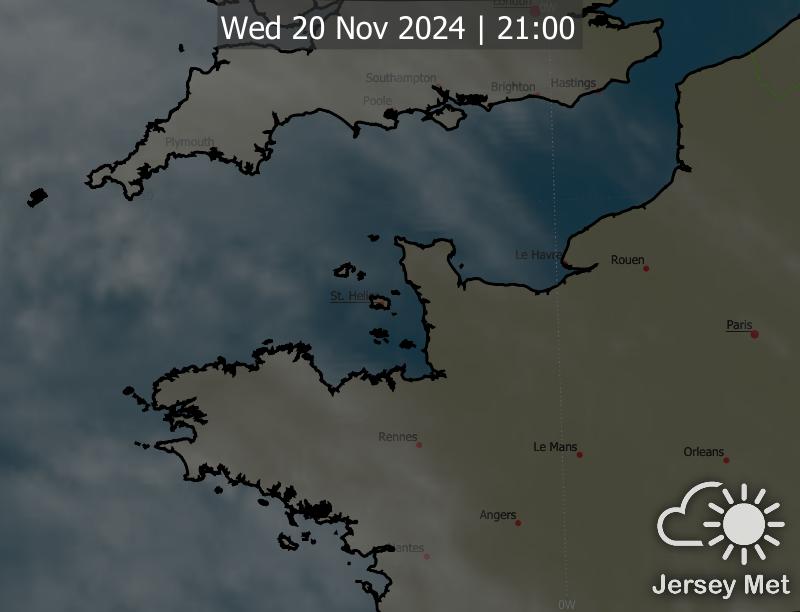 London
0W
Wed 20 Nov 2024 | 21:00
Southampton
Brighton
Hastings
Poole
Plymouth
Le Havre
Rouen
St. Helier
Paris
Rennes
Le Mans
Orleans
Angers
Nantes
Jersey Met
0W